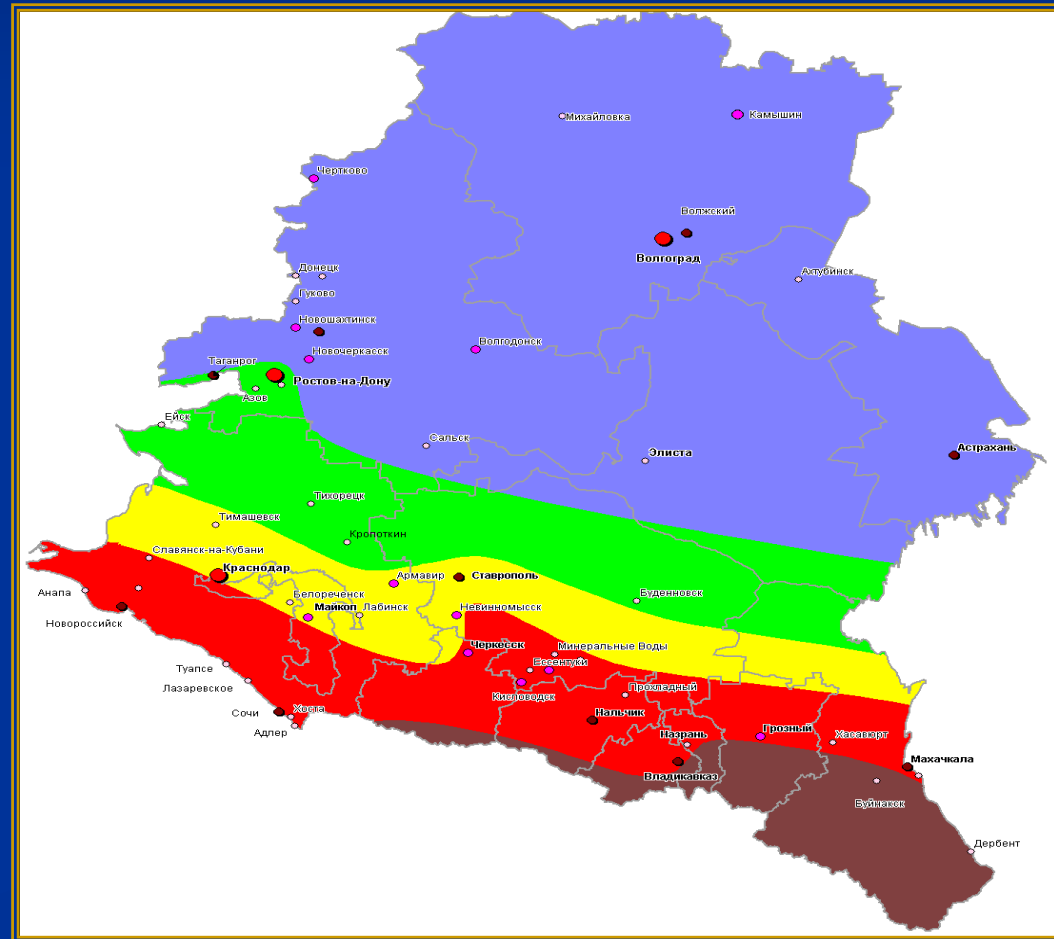 Михайловка
Камышин
Чертково
Волжский
Волгоград
Донецк
Ахтубинск
Гуково
Новошахтинск
Волгодонск
Новочеркасск
Таганрог
Ростов-на-Дону
Азов
Ейск
Сальск
Элиста
Астрахань
Тихорецк
Тимашевск
Кропоткин
Славянск-на-Кубани
Краснодар
Армавир
Ставрополь
Анапа
Белореченск
Буденновск
Майкоп
Лабинск
Невинномысск
Новороссийск
Черкесск
Минеральные Воды
Туапсе
Ессентуки
Лазаревское
Кисловодск
Прохладный
Сочи
Хоста
Нальчик
Адлер
Назрань
Грозный
Хасавюрт
Махачкала
Владикавказ
Буйнакск
Дербент